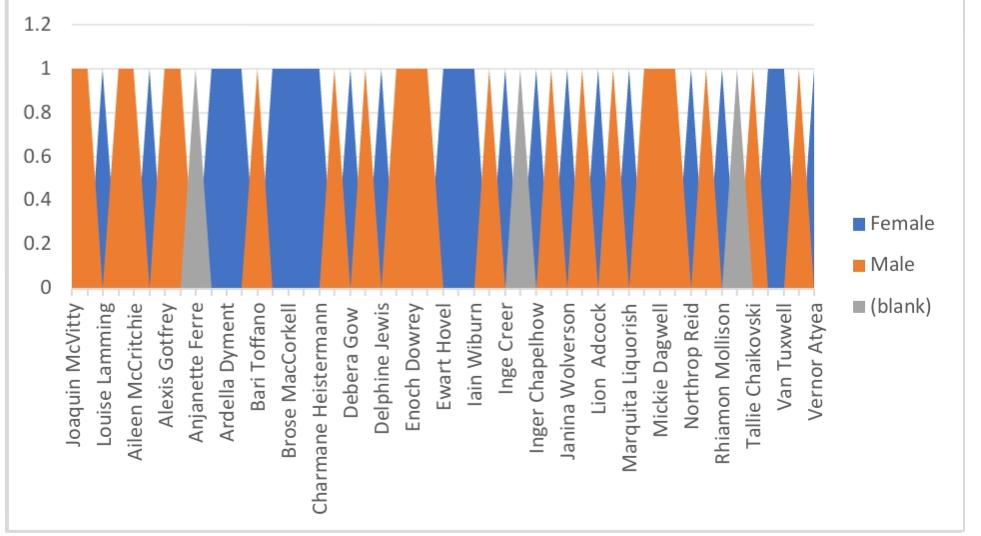 1.2
1
0.8
0.6
0.4
0.2
0
Joaquin McVitty
Louise Lamming
Aileen McCritchie
Alexis Gotfrey
Anjanette Ferre
Ardella Dyment
Bari Toffano
Brose MacCorkell
Charmane Heistermann
Debera Gow
Delphine Jewis
Enoch Dowrey
Ewart Hovel
Iain Wiburn
Inge Creer
Inger Chapelhow
Janina Wolverson
Lion Adcock
Marquita Liquorish
Mickie Dagwell
Northrop Reid
Rhiamon Mollison
Tallie Chaikovski
Van Tuxwell
Vernor Atyea
Female
Male
(blank)